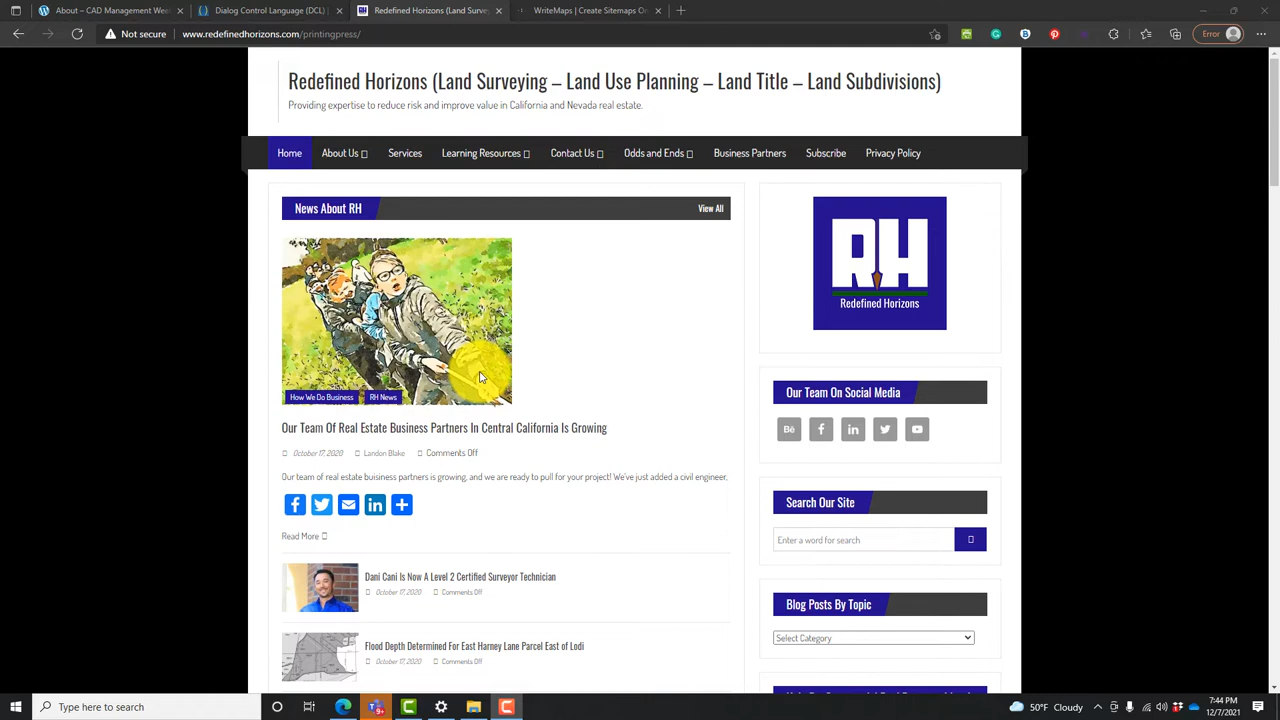 About – CAD Management We
Dialog Control Language (DCL)
Redefined Horizons (Land Survey
WriteMaps | Create Sitemaps On
Not secure
www.redefinedhorizons.com/printingpress/
Error
Redefined Horizons (Land Surveying – Land Use Planning – Land Title – Land Subdivisions)
Providing expertise to reduce risk and improve value in California and Nevada real estate.
Home
About Us
Services
Learning Resources
Contact Us
Odds and Ends
Business Partners
Subscribe
Privacy Policy
News About RH
View All
How We Do Business
RH News
Our Team Of Real Estate Business Partners In Central California Is Growing
October 17, 2020
Landon Blake
Comments Off
Our team of real estate buisiness partners is growing, and we are ready to pull for your project! We've just added a civil engineer,
Read More
Dani Cani Is Now A Level 2 Certified Surveyor Technician
October 17, 2020
Comments Off
Flood Depth Determined For East Harney Lane Parcel East of Lodi
October 17, 2020
Comments Off
RH
Redefined Horizons
Our Team On Social Media
Search Our Site
Enter a word for search
Blog Posts By Topic
Select Category
Type here to search
50°F Cloudy
7:44 PM
12/7/2021